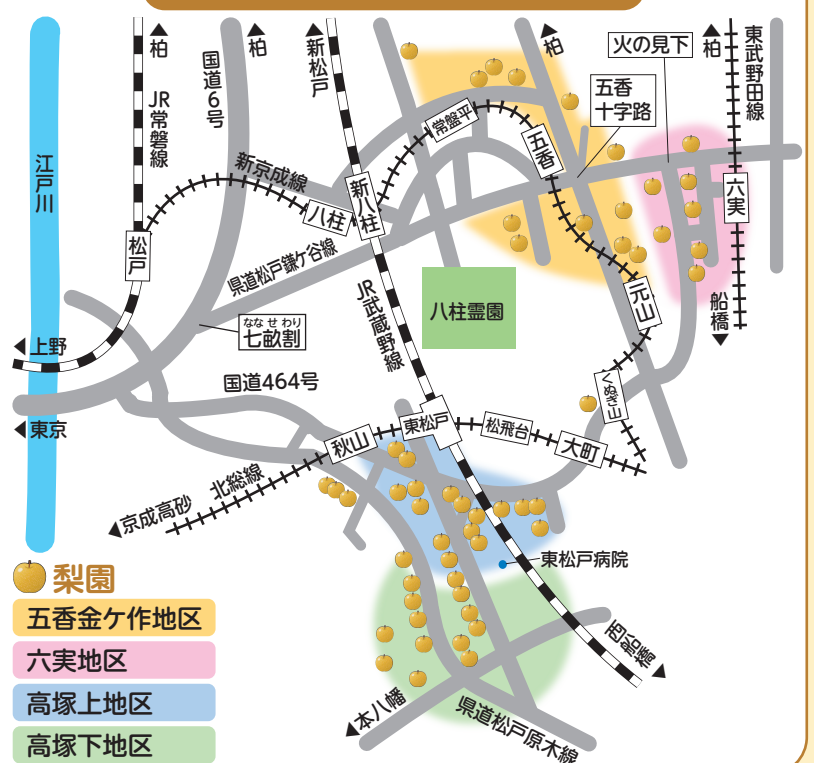 柏
柏
新松戸
柏
火の見下
柏
東武野田線
国道6号
JR常磐線
五香
十字路
常盤平
五香
江戸川
新京成線
新八柱
八柱
六実
松戸
県道松戸鎌ケ谷線
JR武蔵野線
八柱霊園
元山
船橋
ななせわり
七畝割
上野
国道464号
くぬぎ山
東京
東松戸
松飛台
秋山
大町
北総線
京成高砂
東松戸病院
梨園
五香金ケ作地区
六実地区
高塚上地区
高塚下地区
西船橋
本八幡
県道松戸原木線